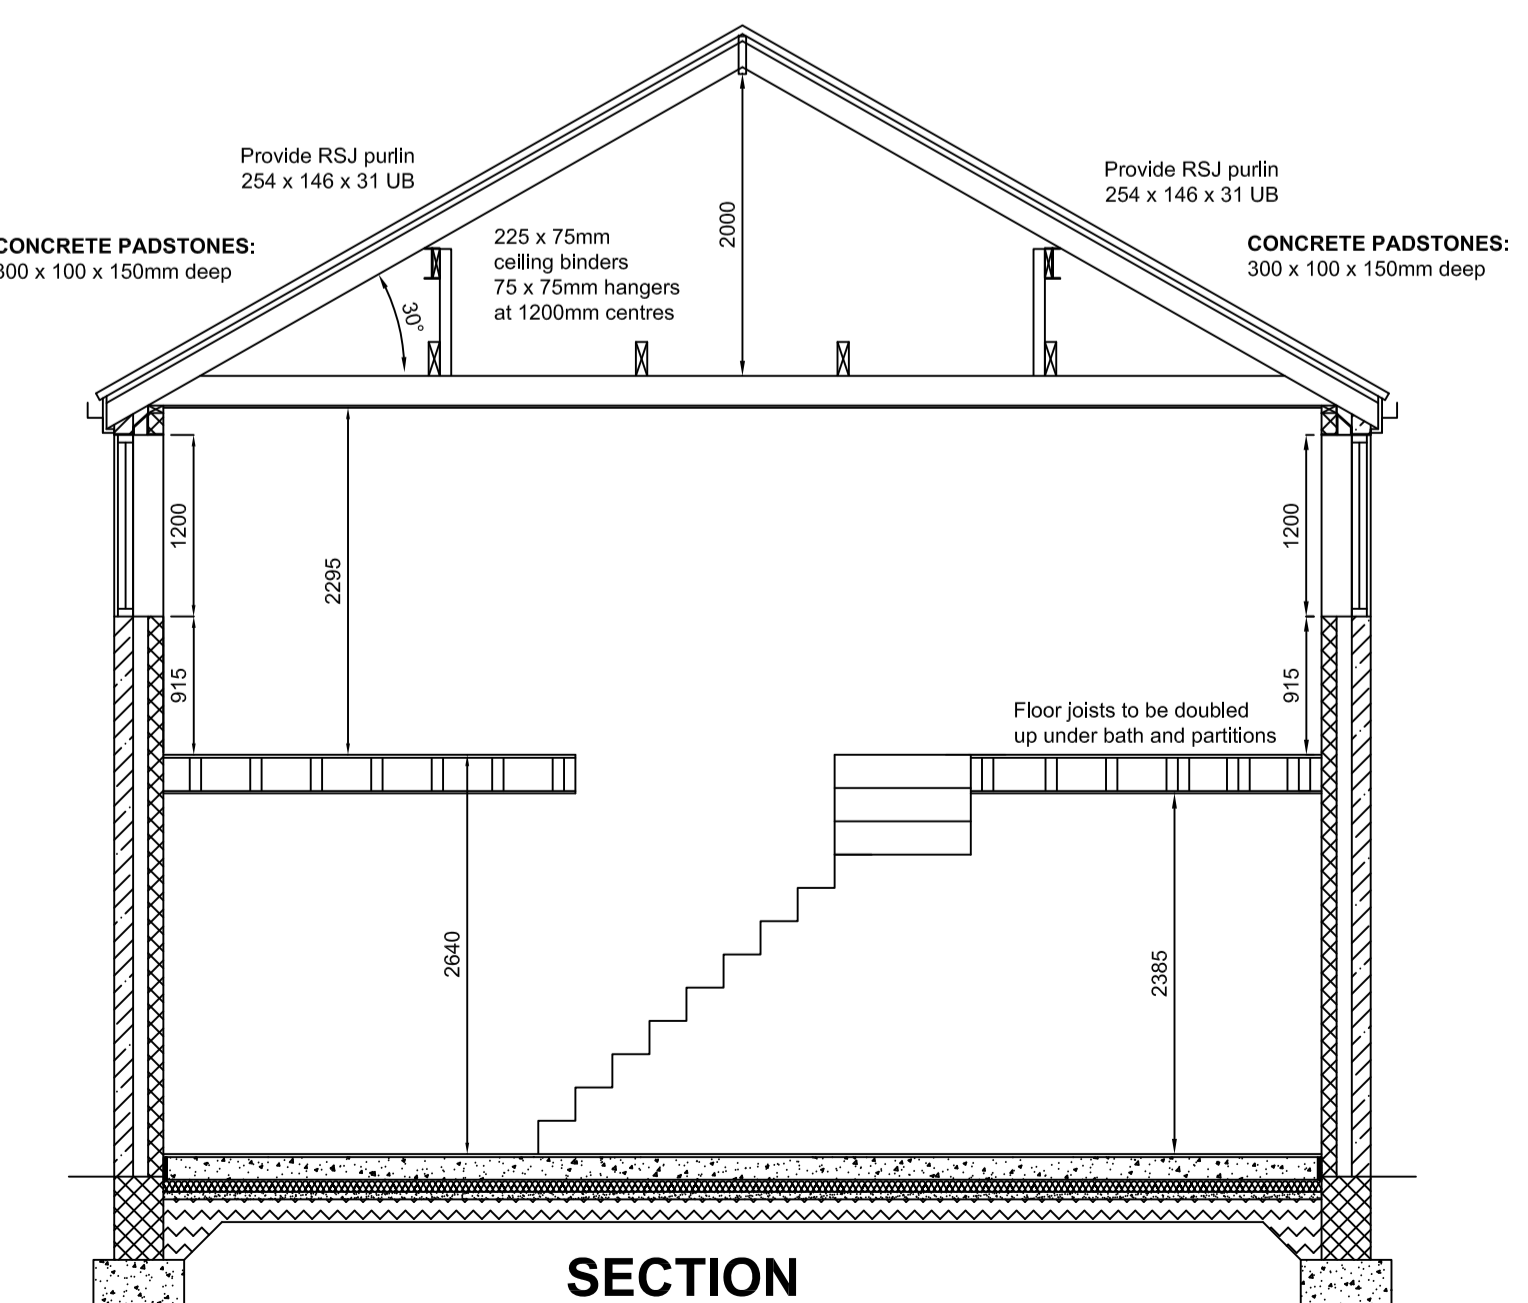 Provide RSJ purlin
254 x 146 x 31 UB
Provide RSJ purlin
254 x 146 x 31 UB
CONCRETE PADSTONES:
300 x 100 x 150mm deep
225 x 75mm
ceiling binders
75 x 75mm hangers
at 1200mm centres
2000
CONCRETE PADSTONES:
300 x 100 x 150mm deep
30°
1200
2295
1200
915
915
Floor joists to be doubled
up under bath and partitions
2640
2385
SECTION